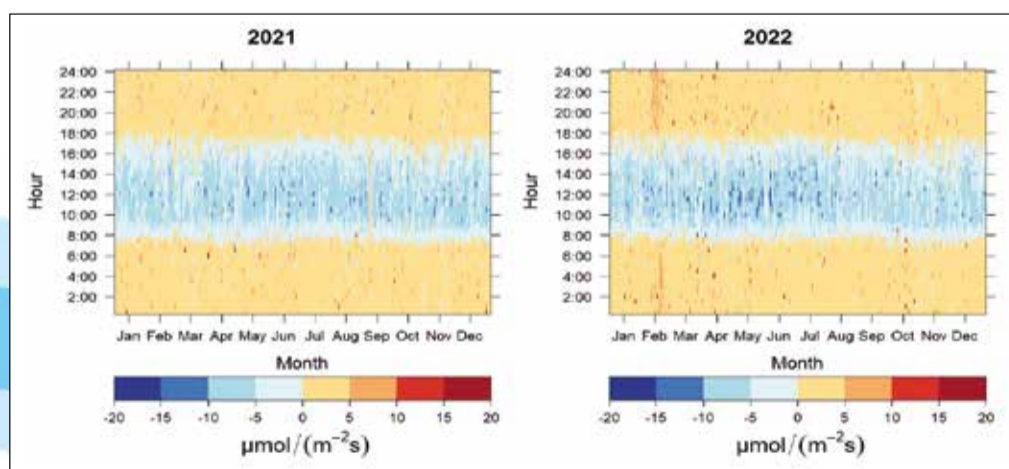 2021
24:00
22:00
20:00
18:00
16:00
14:00
12:00
10:00
8:00
6:00
4:00
2:00
Hour
Jan Feb Mar Apr May Jun Jul Aug Sep Oct Nov Dec
Month
-20 -15 -10 -5 0 5 10 15 20
µmol/(m⁻²s)
2022
24:00
22:00
20:00
18:00
16:00
14:00
12:00
10:00
8:00
6:00
4:00
2:00
Hour
Jan Feb Mar Apr May Jun Jul Aug Sep Oct Nov Dec
Month
-20 -15 -10 -5 0 5 10 15 20
µmol/(m⁻²s)